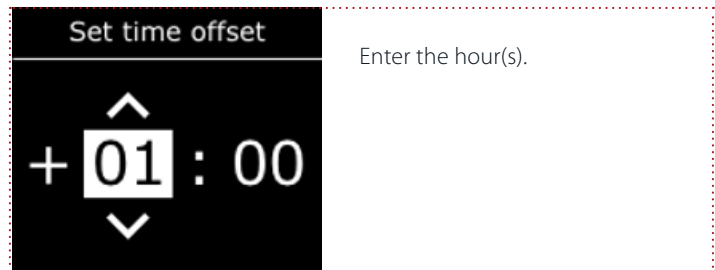 Set time offset
Enter the hour(s).
+ 01 : 00